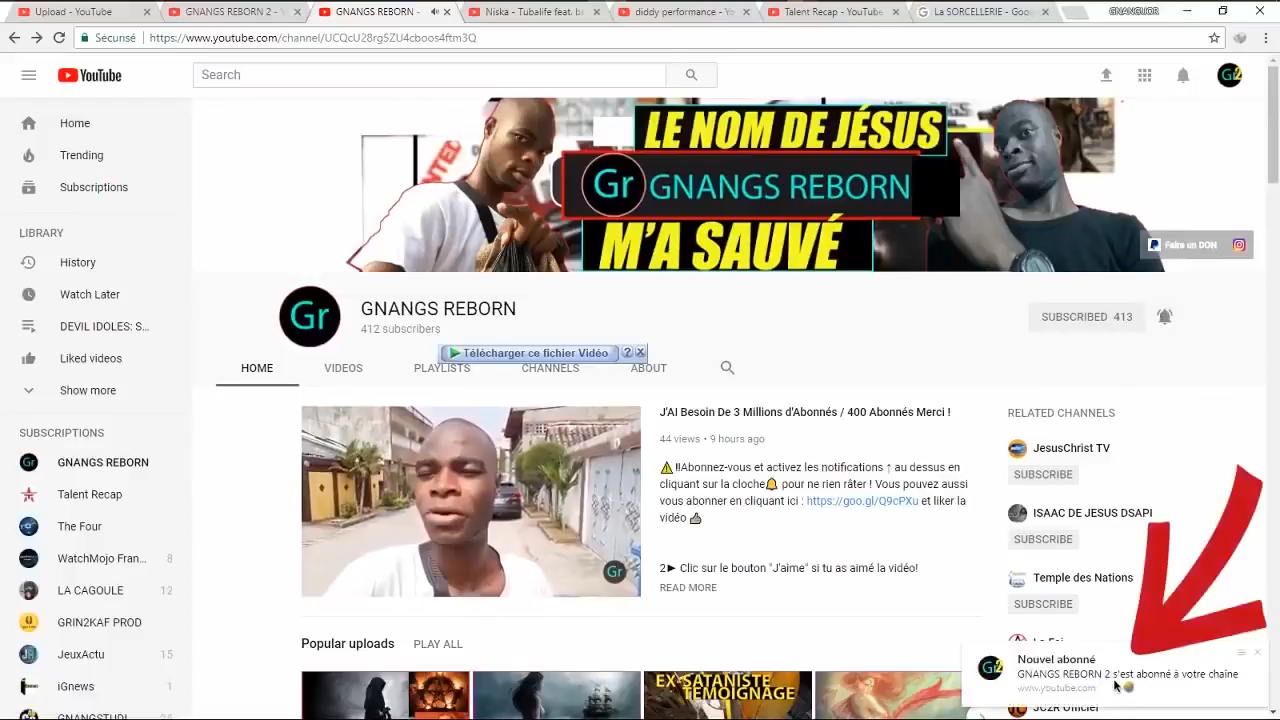 Upload - YouTube
GNANGS REBORN 2 - Y
GNANGS REBORN -
Niska - Tubalife feat. b
diddy performance - Yo
Talent Recap - YouTube
La SORCELLERIE - Goog
GNANGUOR
Sécurisé
https://www.youtube.com/channel/UCQcU28rg5ZU4cboos4ftm3Q
YouTube
Search
Gr2
Home
Trending
Subscriptions
LIBRARY
History
Watch Later
DEVIL IDOLES: S...
Liked videos
Show more
SUBSCRIPTIONS
GNANGS REBORN
Talent Recap
The Four
WatchMojo Fran... 8
LA CAGOULE 12
GRIN2KAF PROD
JeuxActu 15
iGnews 1
LE NOM DE JÉSUS
Gr GNANGS REBORN
M'A SAUVÉ
Faire un DON
Gr
GNANGS REBORN
412 subscribers
SUBSCRIBED 413
Télécharger ce fichier Vidéo
HOME
VIDEOS
PLAYLISTS
CHANNELS
ABOUT
J'AI Besoin De 3 Millions d'Abonnés / 400 Abonnés Merci !
44 views • 9 hours ago
⚠️!!Abonnez-vous et activez les notifications ↑ au dessus en
cliquant sur la cloche🔔 pour ne rien râter ! Vous pouvez aussi
vous abonner en cliquant ici : https://goo.gl/Q9cPXu et liker la
vidéo 👍
2► Clic sur le bouton "J'aime" si tu as aimé la vidéo!
READ MORE
Gr
RELATED CHANNELS
JesusChrist TV
SUBSCRIBE
ISAAC DE JESUS DSAPI
SUBSCRIBE
Temple des Nations
SUBSCRIBE
Popular uploads
PLAY ALL
EX-SATANISTE
TÉMOIGNAGE
Nouvel abonné
GNANGS REBORN 2 s'est abonné à votre chaîne
www.youtube.com